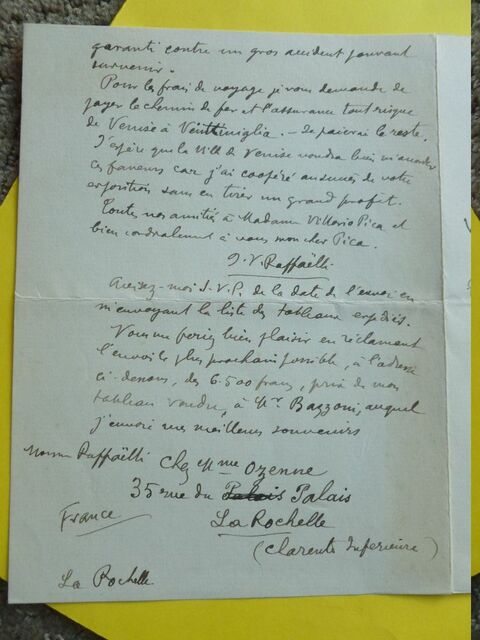 garanti contre un gros accident pouvant
survenir.
Pour les frais de voyage je vous demande de
payer le chemin de fer et l'assurance tout risque
de Venise à Ventimiglia. — Je paierai le reste.
J'espère que la Ville de Venise voudra bien m'accorder
ces faveurs car j'ai coopéré au succès de votre
exposition sans en tirer un grand profit.
Toutes nos amitiés à Madame Vittorio Pica et
bien cordialement à vous mon cher Pica.
J. F. Raffaëlli
Avisez-moi S.V.P. de la date de l'envoi en
m'envoyant la liste des tableaux expédiés.
Vous me feriez bien plaisir en réclamant
l'envoi le plus prochain possible, à l'adresse
ci-dessous, des 6.500 francs, prix de mon
tableau vendu, à Mr Bazzoni, auquel
j'envoie mes meilleurs souvenirs
Raffaëlli chez Mme Ozenne
35 rue du Palais Palais
France
La Rochelle
(Clarente Inferieure)
La Rochelle